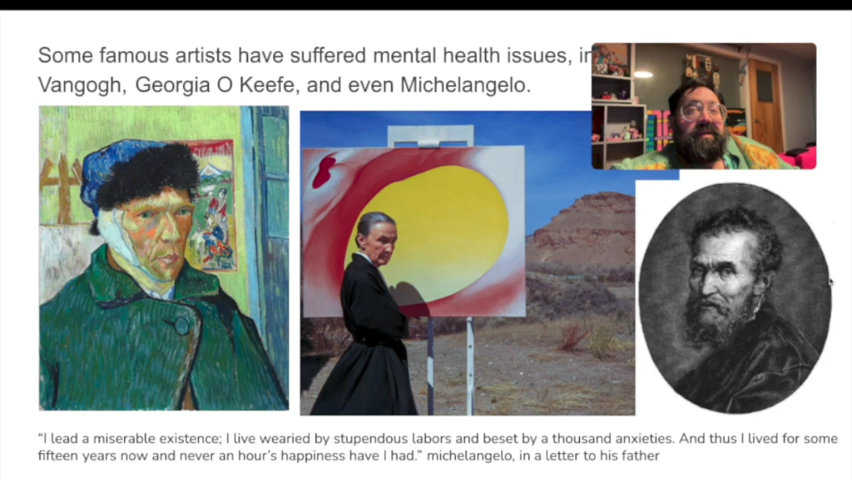 Some famous artists have suffered mental health issues, in
Vangogh, Georgia O Keefe, and even Michelangelo.
“I lead a miserable existence; I live wearied by stupendous labors and beset by a thousand anxieties. And thus I lived for some
fifteen years now and never an hour’s happiness have I had.” michelangelo, in a letter to his father